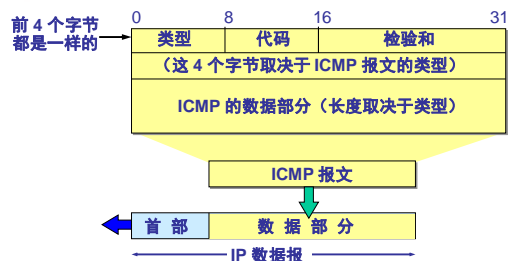 0 8 16 31
前 4 个字节
都是一样的
类型 代码 检验和
（这 4 个字节取决于 ICMP 报文的类型）
ICMP 的数据部分（长度取决于类型）
ICMP 报文
首 部 数 据 部 分
IP 数据报